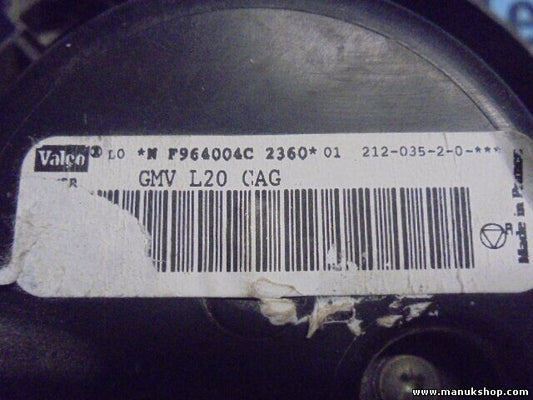 Valeo® LO *N F964004C 2360* 01 212-035-2-0-***
GMV L20 CAG
Made in France
www.manukshop.com